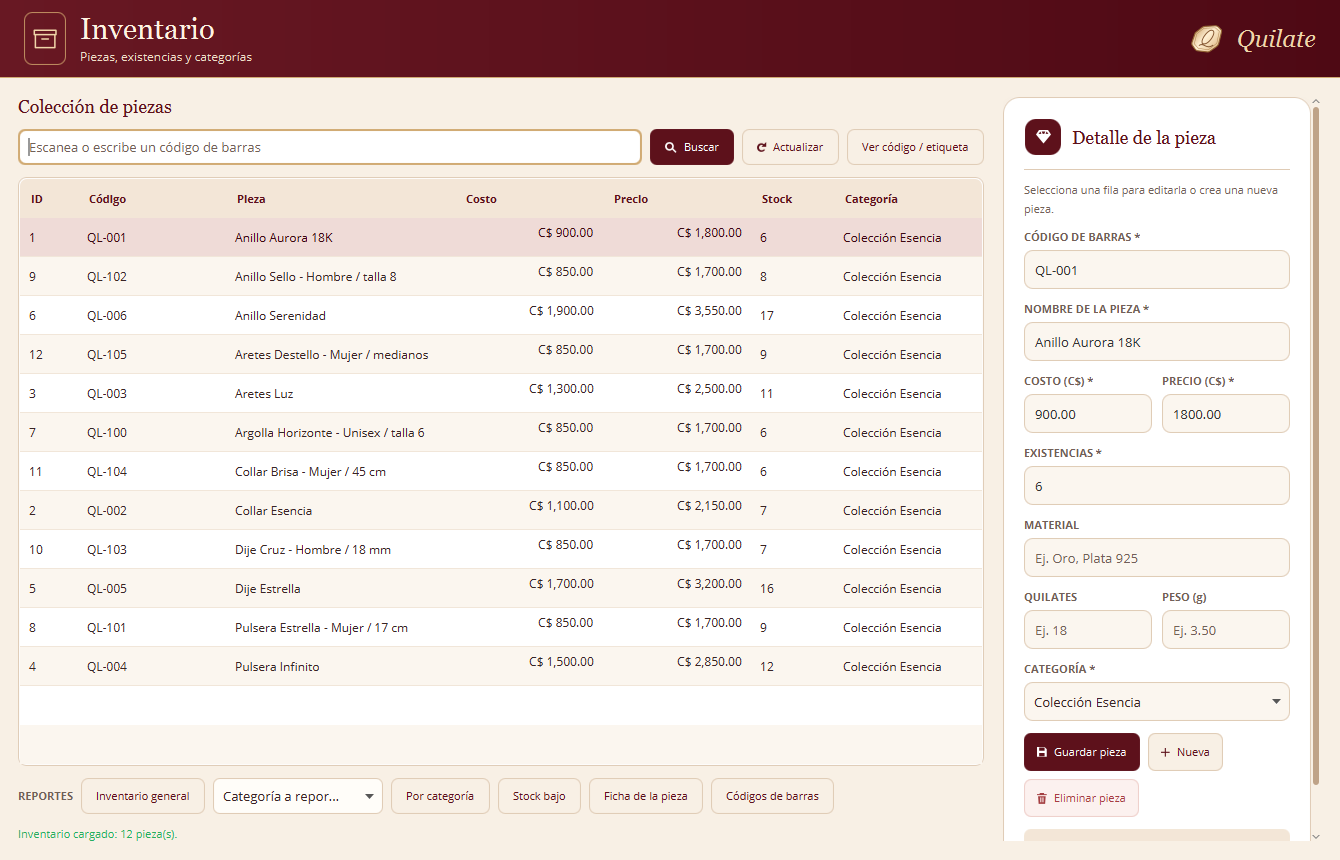 Inventario
Piezas, existencias y categorías
Quilate
Colección de piezas
Escanea o escribe un código de barras
Buscar
Actualizar
Ver código / etiqueta
ID Código Pieza Costo Precio Stock Categoría
1 QL-001 Anillo Aurora 18K C$ 900.00 C$ 1,800.00 6 Colección Esencia
9 QL-102 Anillo Sello - Hombre / talla 8 C$ 850.00 C$ 1,700.00 8 Colección Esencia
6 QL-006 Anillo Serenidad C$ 1,900.00 C$ 3,550.00 17 Colección Esencia
12 QL-105 Aretes Destello - Mujer / medianos C$ 850.00 C$ 1,700.00 9 Colección Esencia
3 QL-003 Aretes Luz C$ 1,300.00 C$ 2,500.00 11 Colección Esencia
7 QL-100 Argolla Horizonte - Unisex / talla 6 C$ 850.00 C$ 1,700.00 6 Colección Esencia
11 QL-104 Collar Brisa - Mujer / 45 cm C$ 850.00 C$ 1,700.00 6 Colección Esencia
2 QL-002 Collar Esencia C$ 1,100.00 C$ 2,150.00 7 Colección Esencia
10 QL-103 Dije Cruz - Hombre / 18 mm C$ 850.00 C$ 1,700.00 7 Colección Esencia
5 QL-005 Dije Estrella C$ 1,700.00 C$ 3,200.00 16 Colección Esencia
8 QL-101 Pulsera Estrella - Mujer / 17 cm C$ 850.00 C$ 1,700.00 9 Colección Esencia
4 QL-004 Pulsera Infinito C$ 1,500.00 C$ 2,850.00 12 Colección Esencia
REPORTES
Inventario general
Categoría a repor...
Por categoría
Stock bajo
Ficha de la pieza
Códigos de barras
Inventario cargado: 12 pieza(s).
Detalle de la pieza
Selecciona una fila para editarla o crea una nueva
pieza.
CÓDIGO DE BARRAS *
QL-001
NOMBRE DE LA PIEZA *
Anillo Aurora 18K
COSTO (C$) * PRECIO (C$) *
900.00 1800.00
EXISTENCIAS *
6
MATERIAL
Ej. Oro, Plata 925
QUILATES PESO (g)
Ej. 18 Ej. 3.50
CATEGORÍA *
Colección Esencia
Guardar pieza
+ Nueva
Eliminar pieza